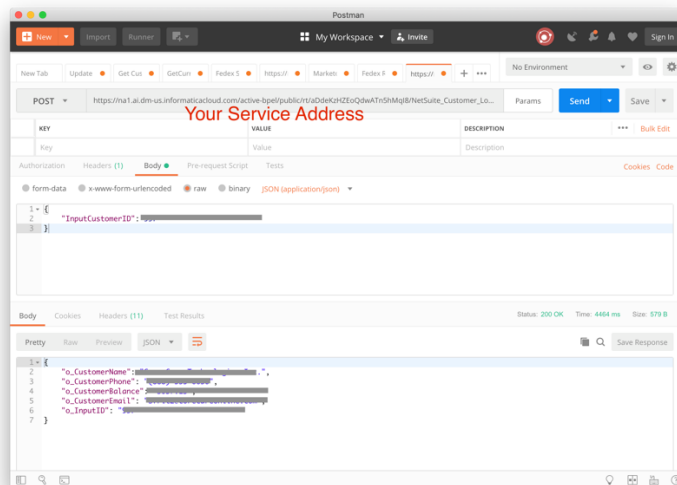 Postman
New Import Runner My Workspace Invite Sign In
New Tab Update Get Cus GetCurr Fedex S https:// Market Fedex F https:// No Environment
POST https://na1.ai.dm-us.informaticacloud.com/active-bpel/public/rt/aDdeKzHZEoQdwATnShMqI8/NetSuite_Customer_Lo... Params Send Save
Your Service Address
KEY VALUE DESCRIPTION Bulk Edit
Key Value Description
Authorization Headers (1) Body Pre-request Script Tests Cookies Code
form-data x-www-form-urlencoded raw binary JSON (application/json)
1 {
2 "InputCustomerID":
3 }
Body Cookies Headers (11) Test Results Status: 200 OK Time: 4464 ms Size: 579 B
Pretty Raw Preview JSON Save Response
1 {
2 "o_CustomerName":
3 "o_CustomerPhone":
4 "o_CustomerBalance":
5 "o_CustomerEmail":
6 "o_InputID":
7 }